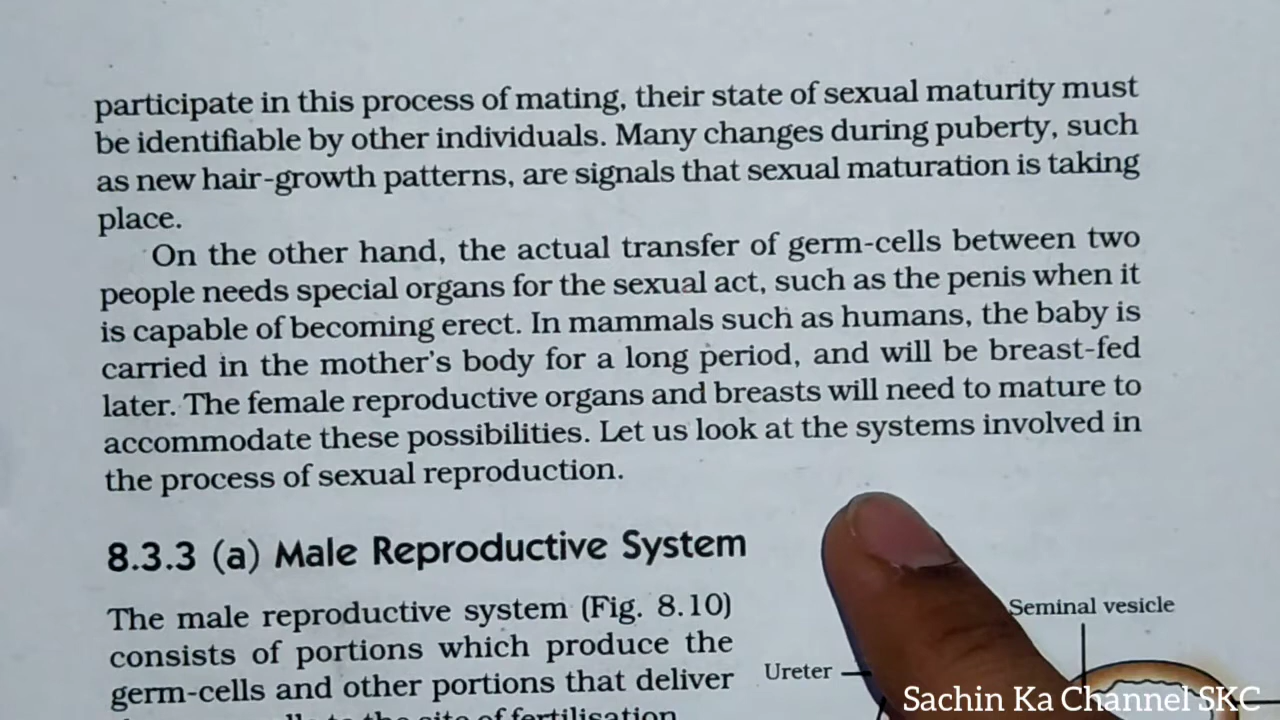 participate in this process of mating, their state of sexual maturity must
be identifiable by other individuals. Many changes during puberty, such
as new hair-growth patterns, are signals that sexual maturation is taking
place.
On the other hand, the actual transfer of germ-cells between two
people needs special organs for the sexual act, such as the penis when it
is capable of becoming erect. In mammals such as humans, the baby is
carried in the mother's body for a long period, and will be breast-fed
later. The female reproductive organs and breasts will need to mature to
accommodate these possibilities. Let us look at the systems involved in
the process of sexual reproduction.
8.3.3 (a) Male Reproductive System
The male reproductive system (Fig. 8.10)
consists of portions which produce the
germ-cells and other portions that deliver
site of fertilisation
Seminal vesicle
Ureter
Sachin Ka Channel SKC